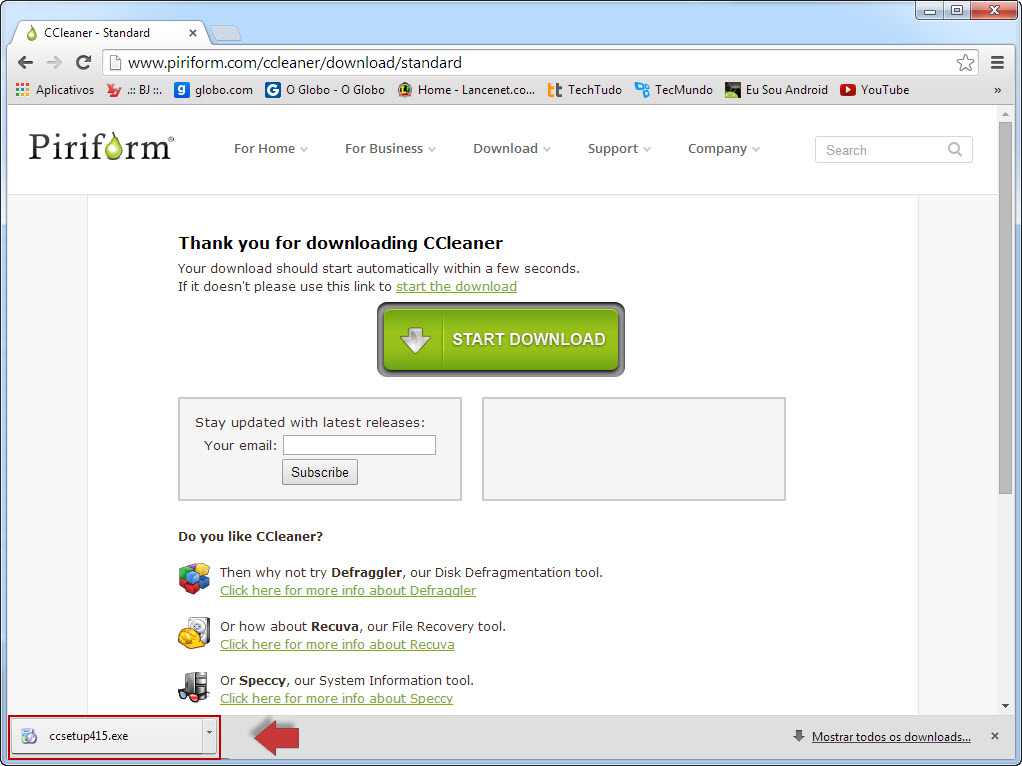 CCleaner - Standard
www.piriform.com/ccleaner/download/standard
Aplicativos .:: BJ ::. globo.com O Globo - O Globo Home - Lancenet.co... TechTudo TecMundo Eu Sou Android YouTube »
Piriform® For Home For Business Download Support Company Search
Thank you for downloading CCleaner
Your download should start automatically within a few seconds.
If it doesn't please use this link to start the download
START DOWNLOAD
Stay updated with latest releases:
Your email:
Subscribe
Do you like CCleaner?
Then why not try Defraggler, our Disk Defragmentation tool.
Click here for more info about Defraggler
Or how about Recuva, our File Recovery tool.
Click here for more info about Recuva
Or Speccy, our System Information tool.
Click here for more info about Speccy
ccsetup415.exe Mostrar todos os downloads...